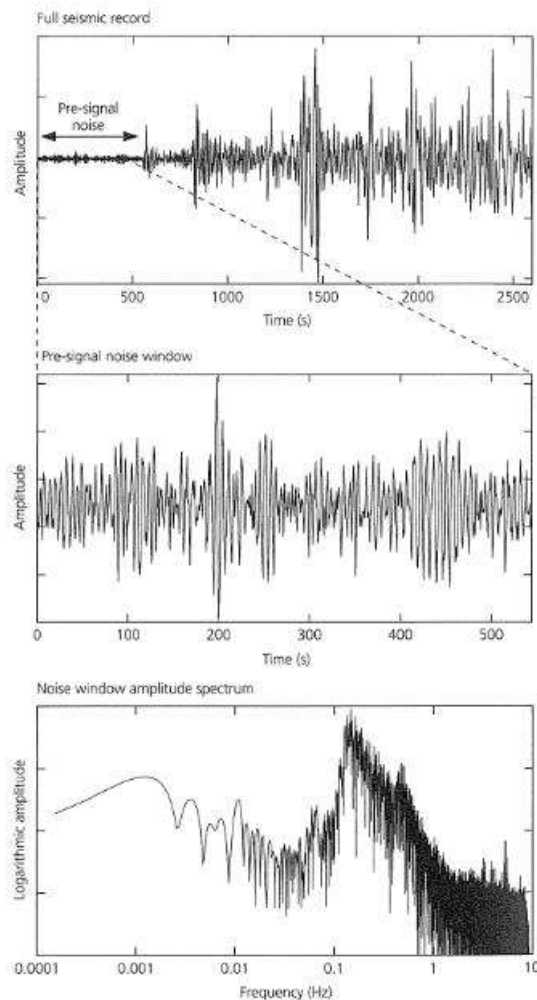 Full seismic record
Pre-signal
noise
Amplitude
0 500 1000 1500 2000 2500
Time (s)
Pre-signal noise window
Amplitude
0 100 200 300 400 500
Time (s)
Noise window amplitude spectrum
Logarithmic amplitude
0.0001 0.001 0.01 0.1 1 10
Frequency (Hz)